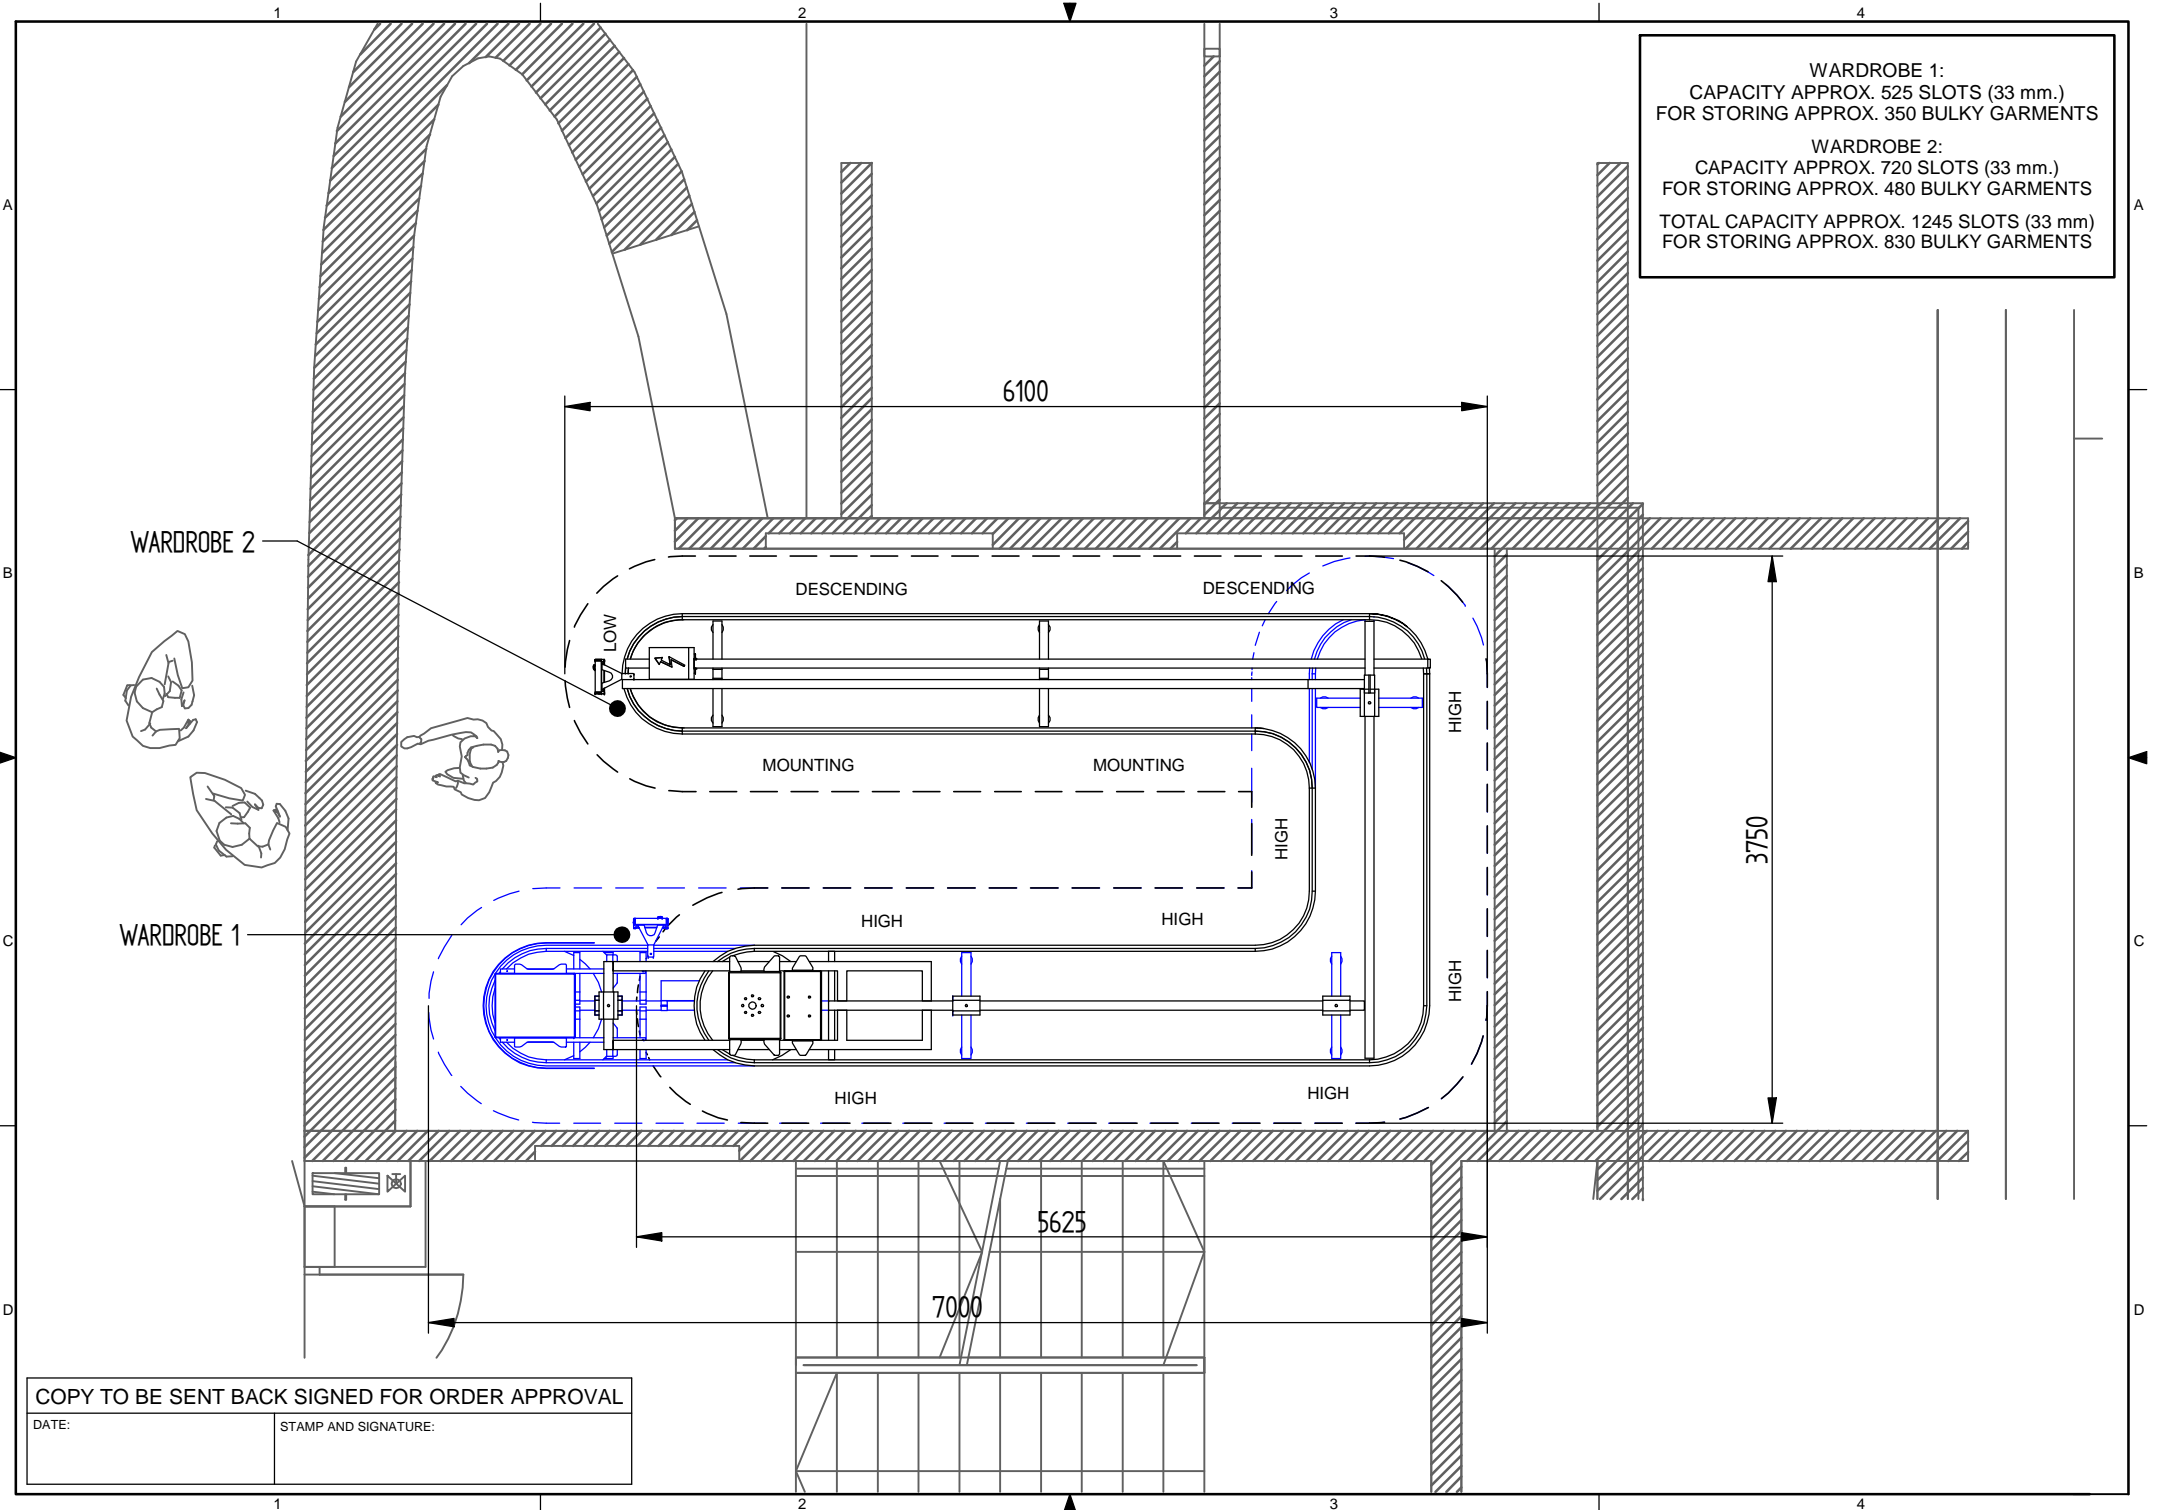 1 2 3 4
WARDROBE 1:
CAPACITY APPROX. 525 SLOTS (33 mm.)
FOR STORING APPROX. 350 BULKY GARMENTS
WARDROBE 2:
CAPACITY APPROX. 720 SLOTS (33 mm.)
FOR STORING APPROX. 480 BULKY GARMENTS
TOTAL CAPACITY APPROX. 1245 SLOTS (33 mm)
FOR STORING APPROX. 830 BULKY GARMENTS
A A
6100
WARDROBE 2
B B
DESCENDING DESCENDING
LOW
HIGH
MOUNTING MOUNTING
HIGH
3750
WARDROBE 1
HIGH HIGH
C C
HIGH
HIGH HIGH
5625
7000
D D
COPY TO BE SENT BACK SIGNED FOR ORDER APPROVAL
DATE: STAMP AND SIGNATURE:
1 2 3 4